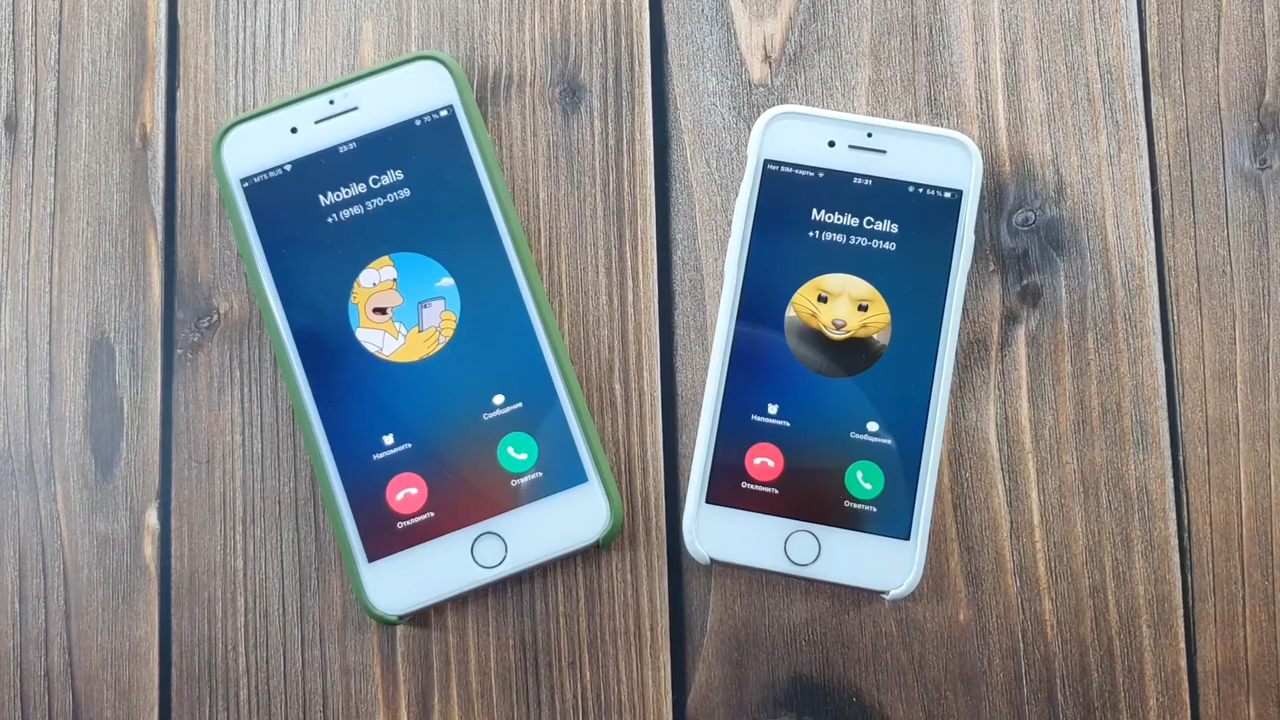 MTS RUS
70 %
23:31
Mobile Calls
+1 (916) 370-0139
Напомнить
Сообщение
Отклонить
Ответить
Нет SIM-карты
23:31
54 %
Mobile Calls
+1 (916) 370-0140
Напомнить
Сообщение
Отклонить
Ответить